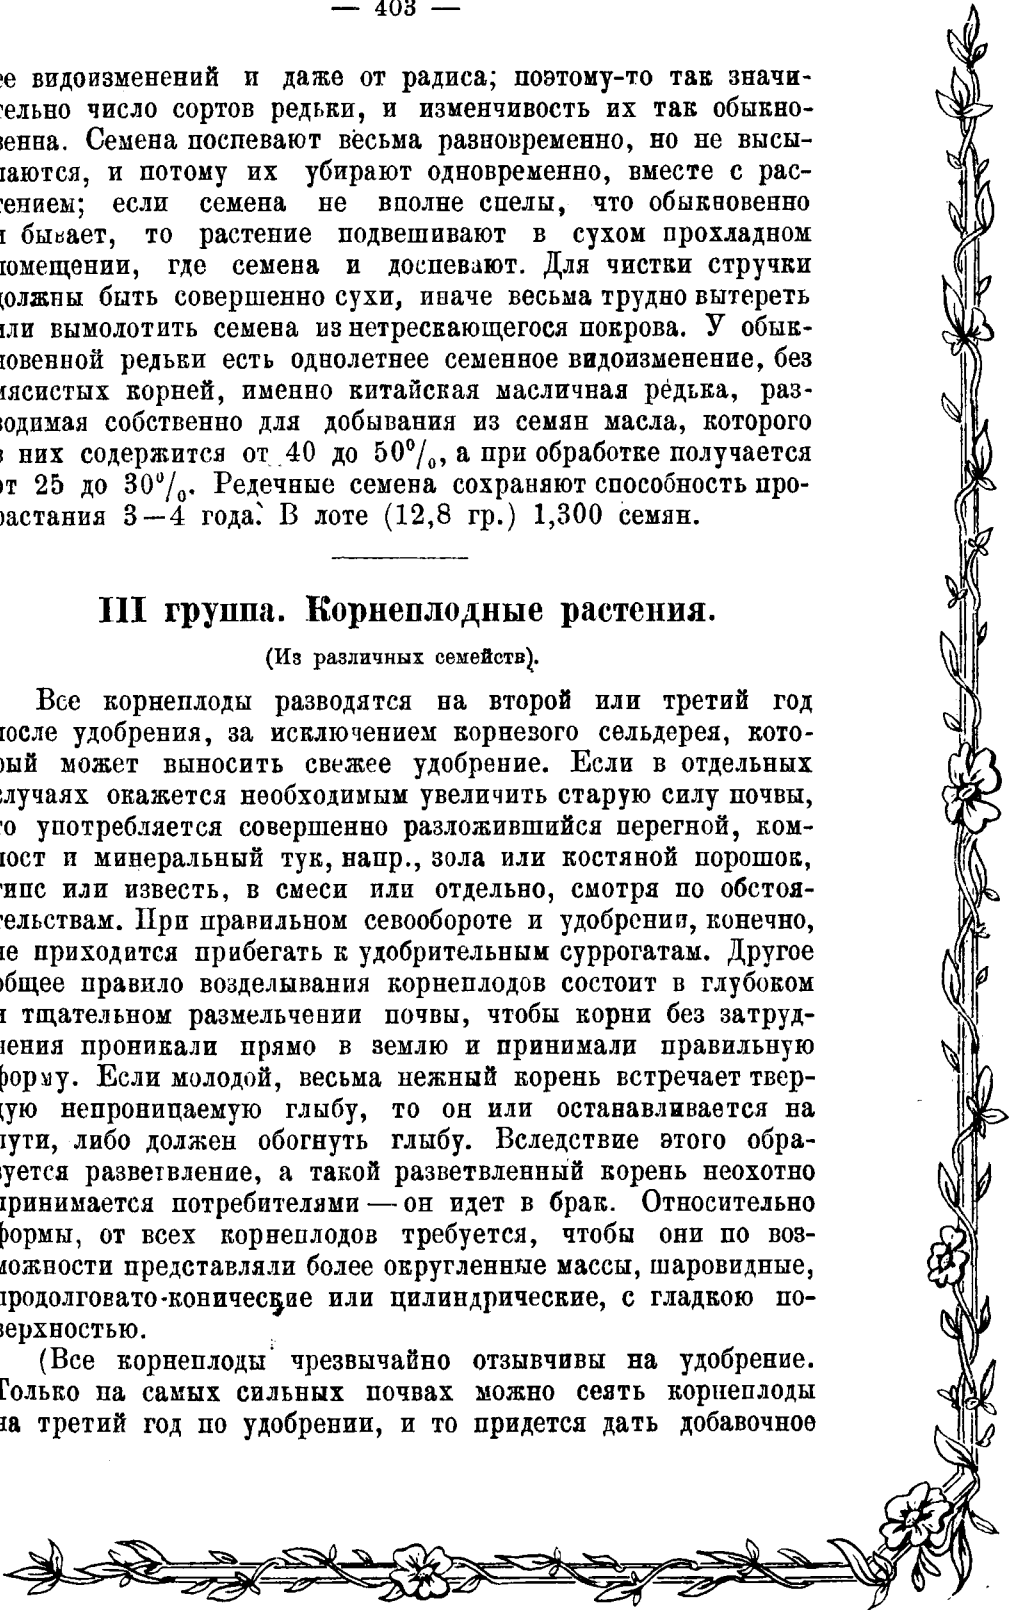 — 403 —
ее видоизменений и даже от радиса; поэтому-то так значи-
тельно число сортов редьки, и изменчивость их так обыкно-
венна. Семена поспевают весьма разновременно, но не высы-
паются, и потому их убирают одновременно, вместе с рас-
тением; если семена не вполне спелы, что обыкновенно
и бывает, то растение подвешивают в сухом прохладном
помещении, где семена и доспевают. Для чистки стручки
должны быть совершенно сухи, иначе весьма трудно вытереть
или вымолотить семена из нетрескающегося покрова. У обык-
новенной редьки есть однолетнее семенное видоизменение, без
мясистых корней, именно китайская масличная редька, раз-
водимая собственно для добывания из семян масла, которого
в них содержится от 40 до 50%, а при обработке получается
от 25 до 30%. Редечные семена сохраняют способность про-
растания 3—4 года. В лоте (12,8 гр.) 1,300 семян.
III группа. Корнеплодные растения.
(Из различных семейств).
Все корнеплоды разводятся на второй или третий год
после удобрения, за исключением корневого сельдерея, кото-
рый может выносить свежее удобрение. Если в отдельных
случаях окажется необходимым увеличить старую силу почвы,
то употребляется совершенно разложившийся перегной, ком-
пост и минеральный тук, напр., зола или костяной порошок,
гипс или известь, в смеси или отдельно, смотря по обстоя-
тельствам. При правильном севообороте и удобрении, конечно,
не приходится прибегать к удобрительным суррогатам. Другое
общее правило возделывания корнеплодов состоит в глубоком
и тщательном размельчении почвы, чтобы корни без затруд-
нения проникали прямо в землю и принимали правильную
форму. Если молодой, весьма нежный корень встречает твер-
дую непроницаемую глыбу, то он или останавливается на
пути, либо должен обогнуть глыбу. Вследствие этого обра-
зуется разветвление, а такой разветвленный корень неохотно
принимается потребителями — он идет в брак. Относительно
формы, от всех корнеплодов требуется, чтобы они по воз-
можности представляли более округленные массы, шаровидные,
продолговато-конические или цилиндрические, с гладкою по-
верхностью.
(Все корнеплоды чрезвычайно отзывчивы на удобрение.
Только на самых сильных почвах можно сеять корнеплоды
на третий год по удобрении, и то придется дать добавочное